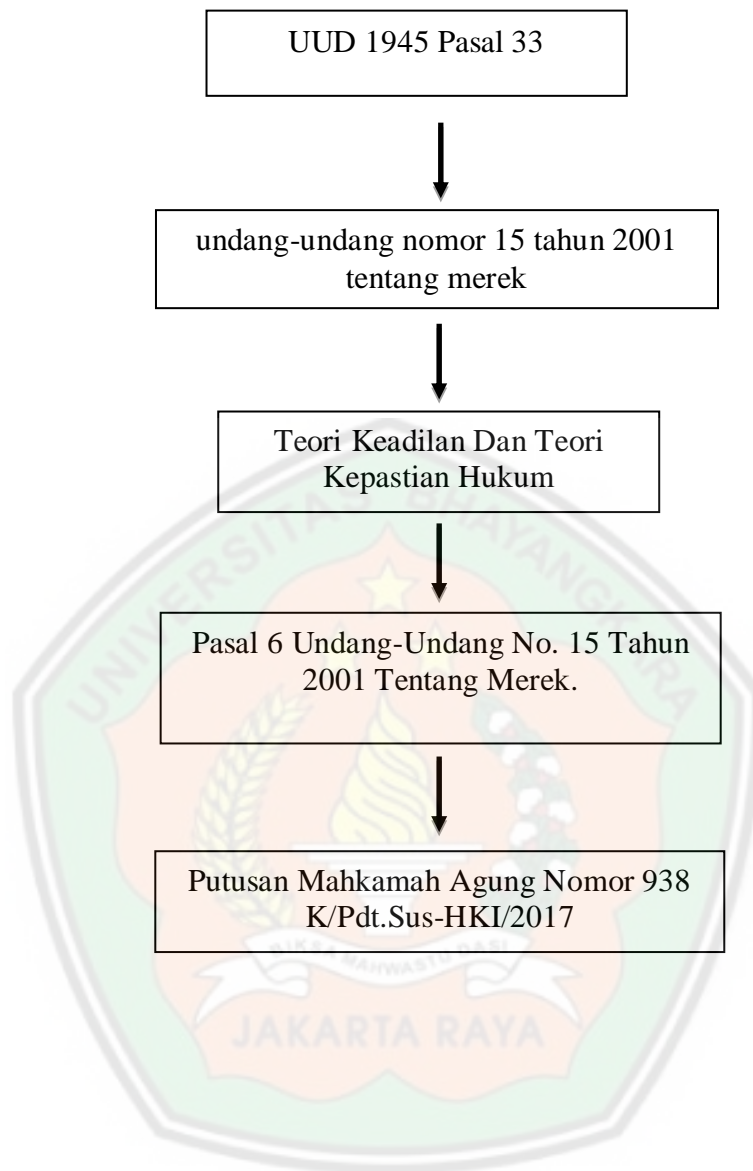 UUD 1945 Pasal 33
undang-undang nomor 15 tahun 2001
tentang merek
Teori Keadilan Dan Teori
Kepastian Hukum
Pasal 6 Undang-Undang No. 15 Tahun
2001 Tentang Merek.
Putusan Mahkamah Agung Nomor 938
K/Pdt.Sus-HKI/2017
UNIVERSITAS BHAYANGKARA
JAKARTA RAYA